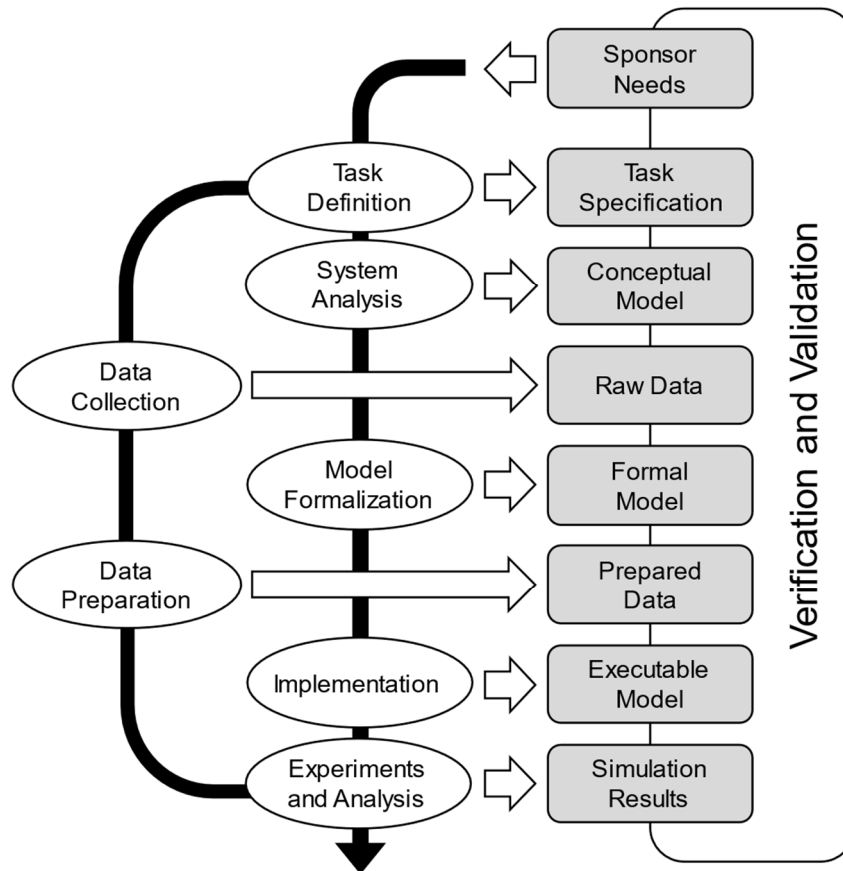 Sponsor
Needs
Task
Definition
Task
Specification
System
Analysis
Conceptual
Model
Data
Collection
Raw Data
Model
Formalization
Formal
Model
Data
Preparation
Prepared
Data
Implementation
Executable
Model
Experiments
and Analysis
Simulation
Results
Verification and Validation